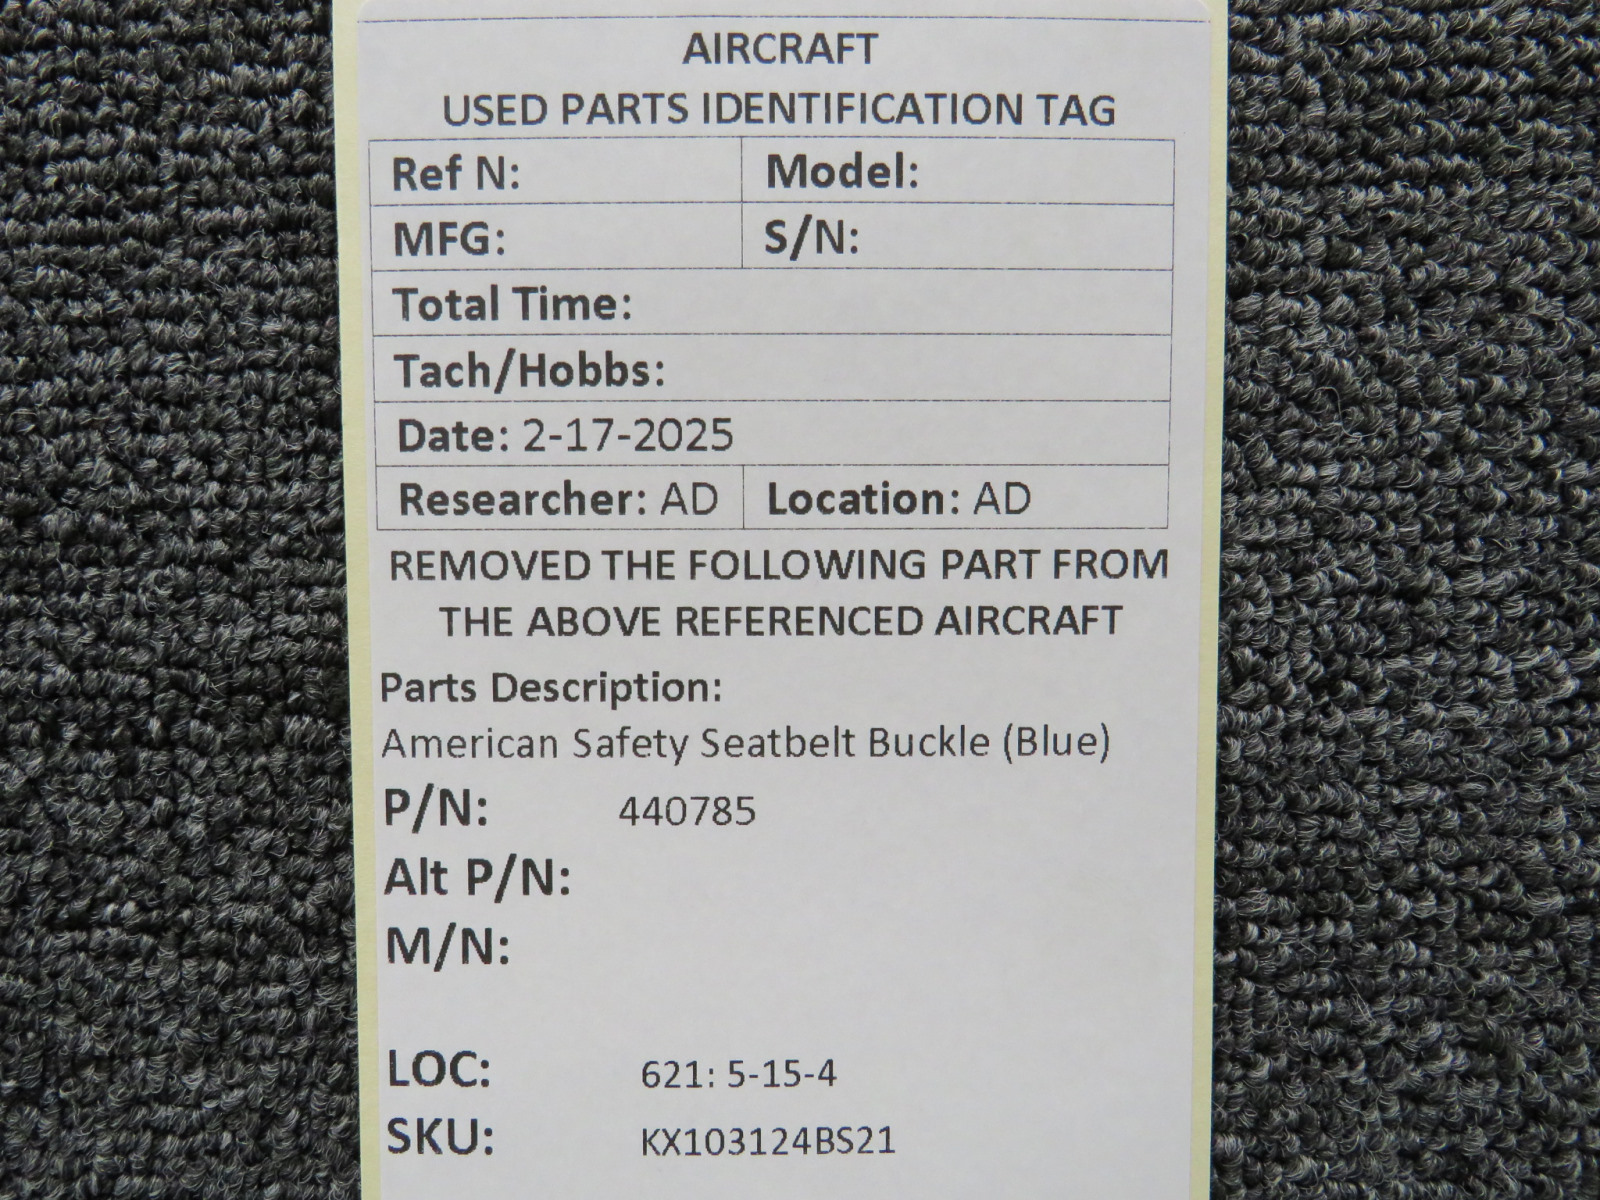 AIRCRAFT
USED PARTS IDENTIFICATION TAG
Ref N: Model:
MFG: S/N:
Total Time:
Tach/Hobbs:
Date: 2-17-2025
Researcher: AD Location: AD
REMOVED THE FOLLOWING PART FROM
THE ABOVE REFERENCED AIRCRAFT
Parts Description:
American Safety Seatbelt Buckle (Blue)
P/N: 440785
Alt P/N:
M/N:
LOC: 621: 5-15-4
SKU: KX103124BS21